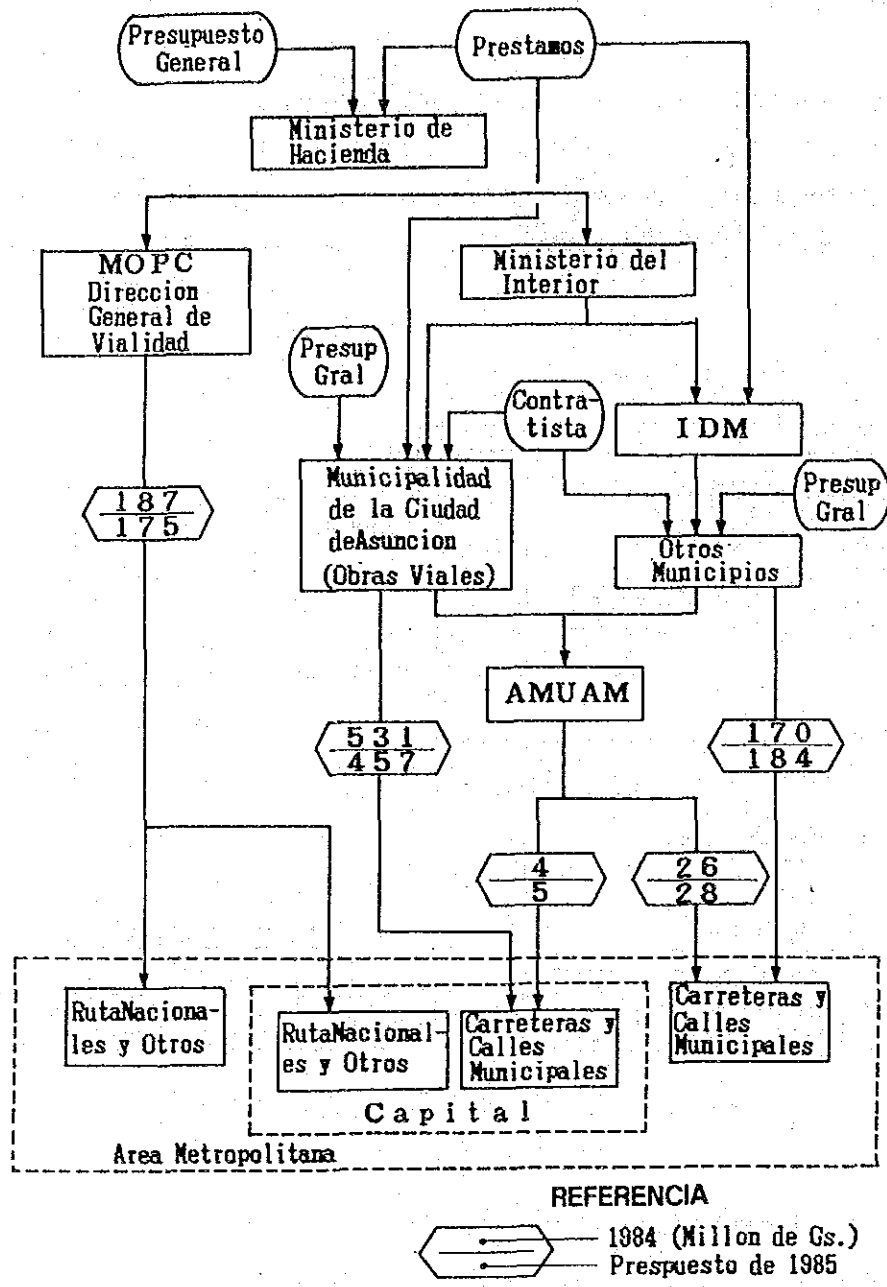 Presupuesto
General
Prestamos
Ministerio de
Hacienda
MOPC
Direccion
General de
Vialidad
Ministerio del
Interior
Presup
Gral
Contra-
tista
IDM
Municipalidad
de la Ciudad
deAsuncion
(Obras Viales)
Presup
Gral
Otros
Municipios
187
175
AMUAM
531
457
170
184
4
5
26
28
RutaNaciona-
les y Otros
RutaNacional-
es y Otros
Carreteras y
Calles
Municipales
Carreteras y
Calles
Municipales
Capital
Area Metropolitana
REFERENCIA
1984 (Millon de Gs.)
Prespuesto de 1985